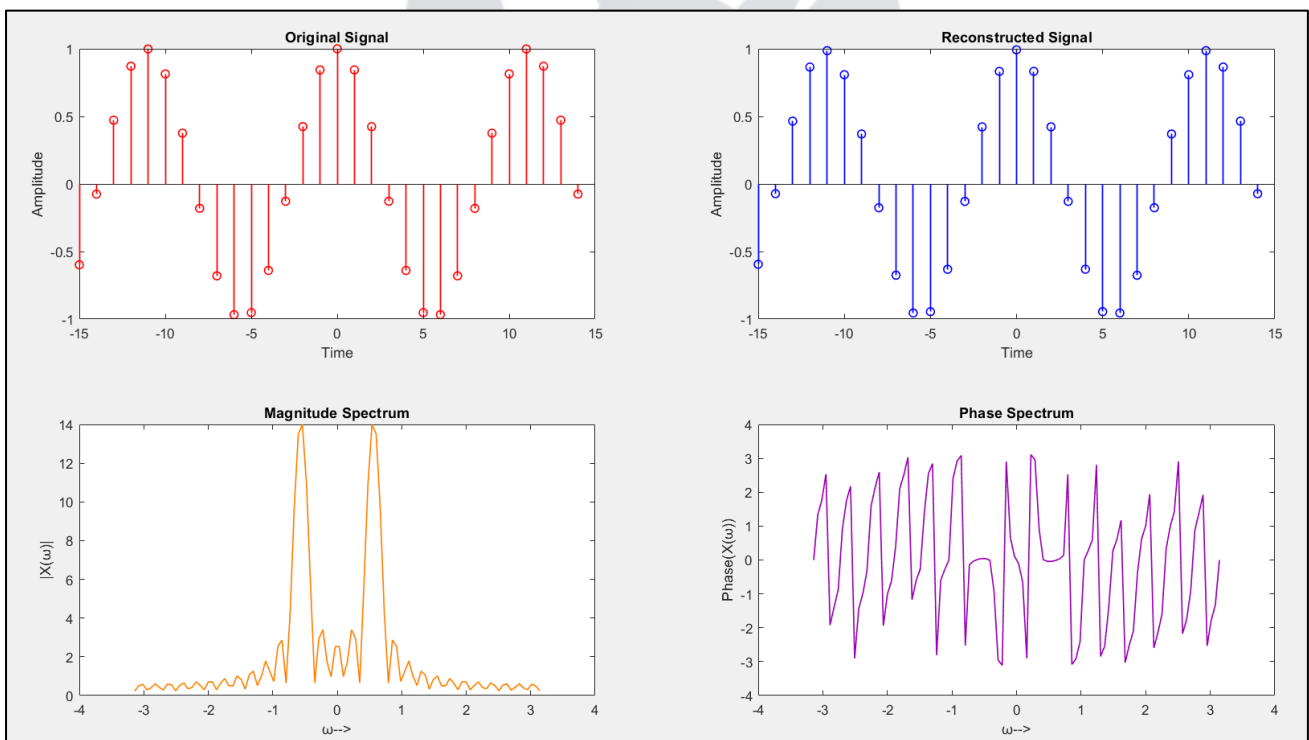 Original Signal
1
0.5
0
-0.5
-1
Amplitude
-15 -10 -5 0 5 10 15
Time
Reconstructed Signal
1
0.5
0
-0.5
-1
Amplitude
-15 -10 -5 0 5 10 15
Time
Magnitude Spectrum
14
12
10
8
6
4
2
0
|X(ω)|
-4 -3 -2 -1 0 1 2 3 4
ω-->
Phase Spectrum
4
3
2
1
0
-1
-2
-3
-4
Phase(X(ω))
-4 -3 -2 -1 0 1 2 3 4
ω-->